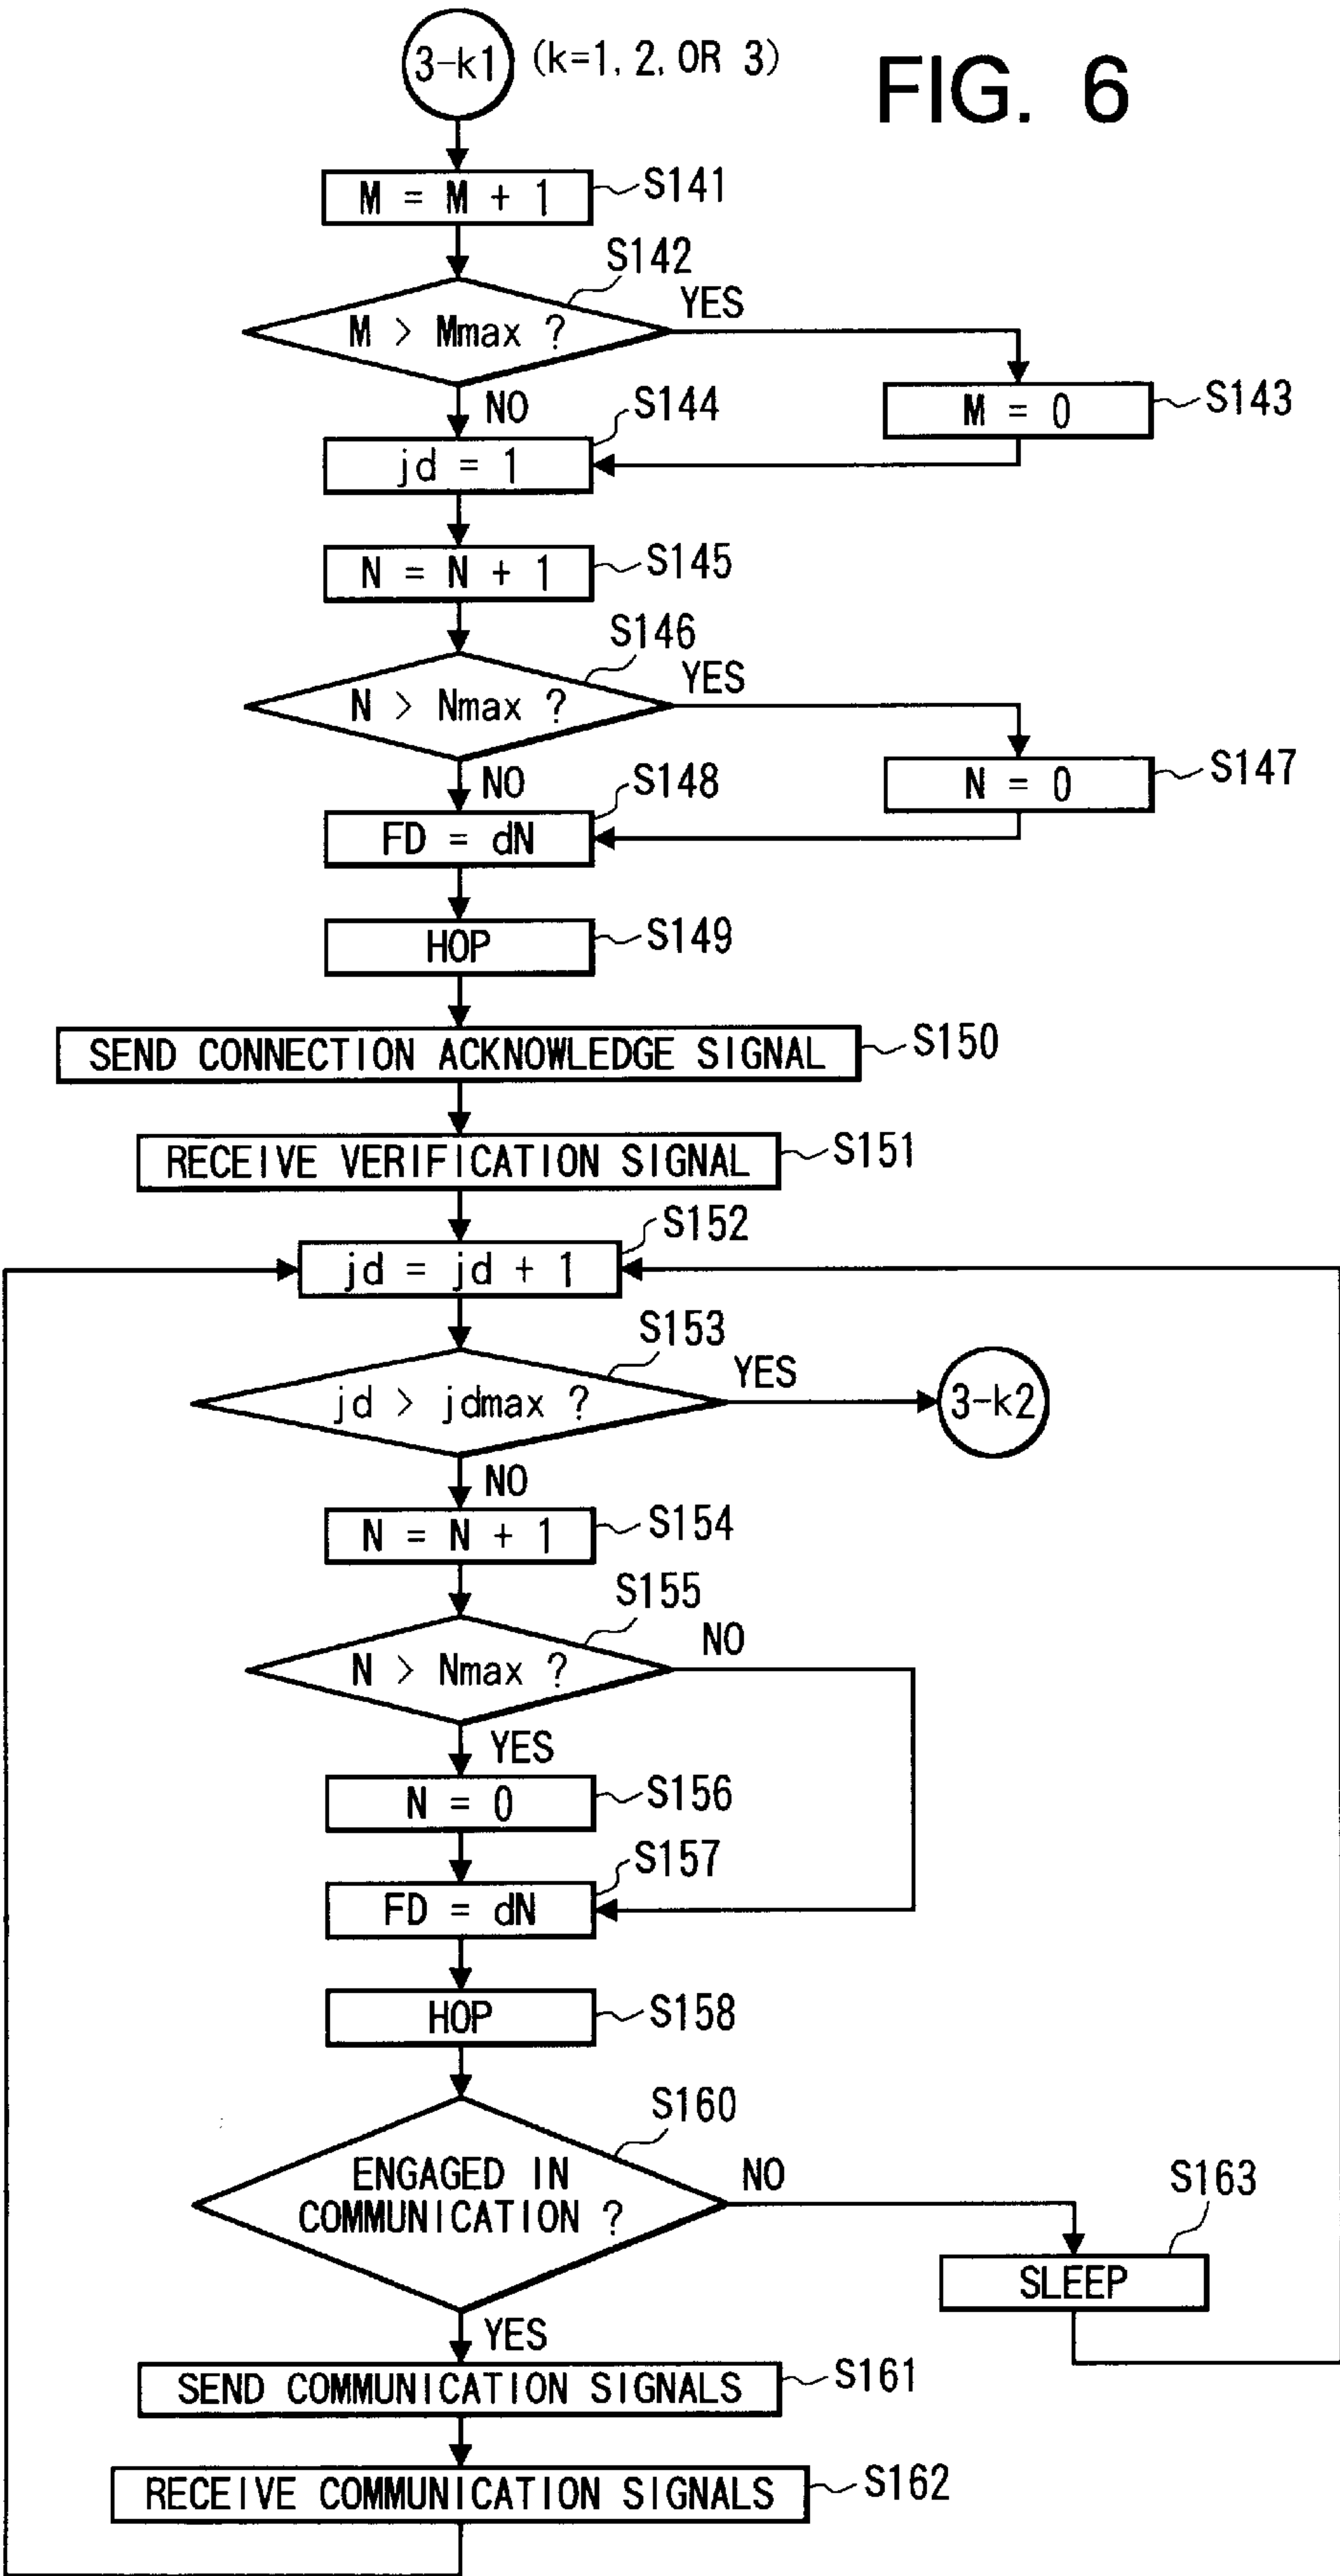 FIG. 6
3-k1 (k=1, 2, OR 3)
M = M + 1
S141
S142
M > Mmax ?
YES
NO
S143
M = 0
S144
jd = 1
S145
N = N + 1
S146
N > Nmax ?
YES
NO
S147
N = 0
S148
FD = dN
S149
HOP
S150
SEND CONNECTION ACKNOWLEDGE SIGNAL
S151
RECEIVE VERIFICATION SIGNAL
S152
jd = jd + 1
S153
jd > jdmax ?
YES
3-k2
NO
S154
N = N + 1
S155
N > Nmax ?
NO
YES
S156
N = 0
S157
FD = dN
S158
HOP
S160
ENGAGED IN
COMMUNICATION ?
NO
S163
SLEEP
YES
S161
SEND COMMUNICATION SIGNALS
S162
RECEIVE COMMUNICATION SIGNALS